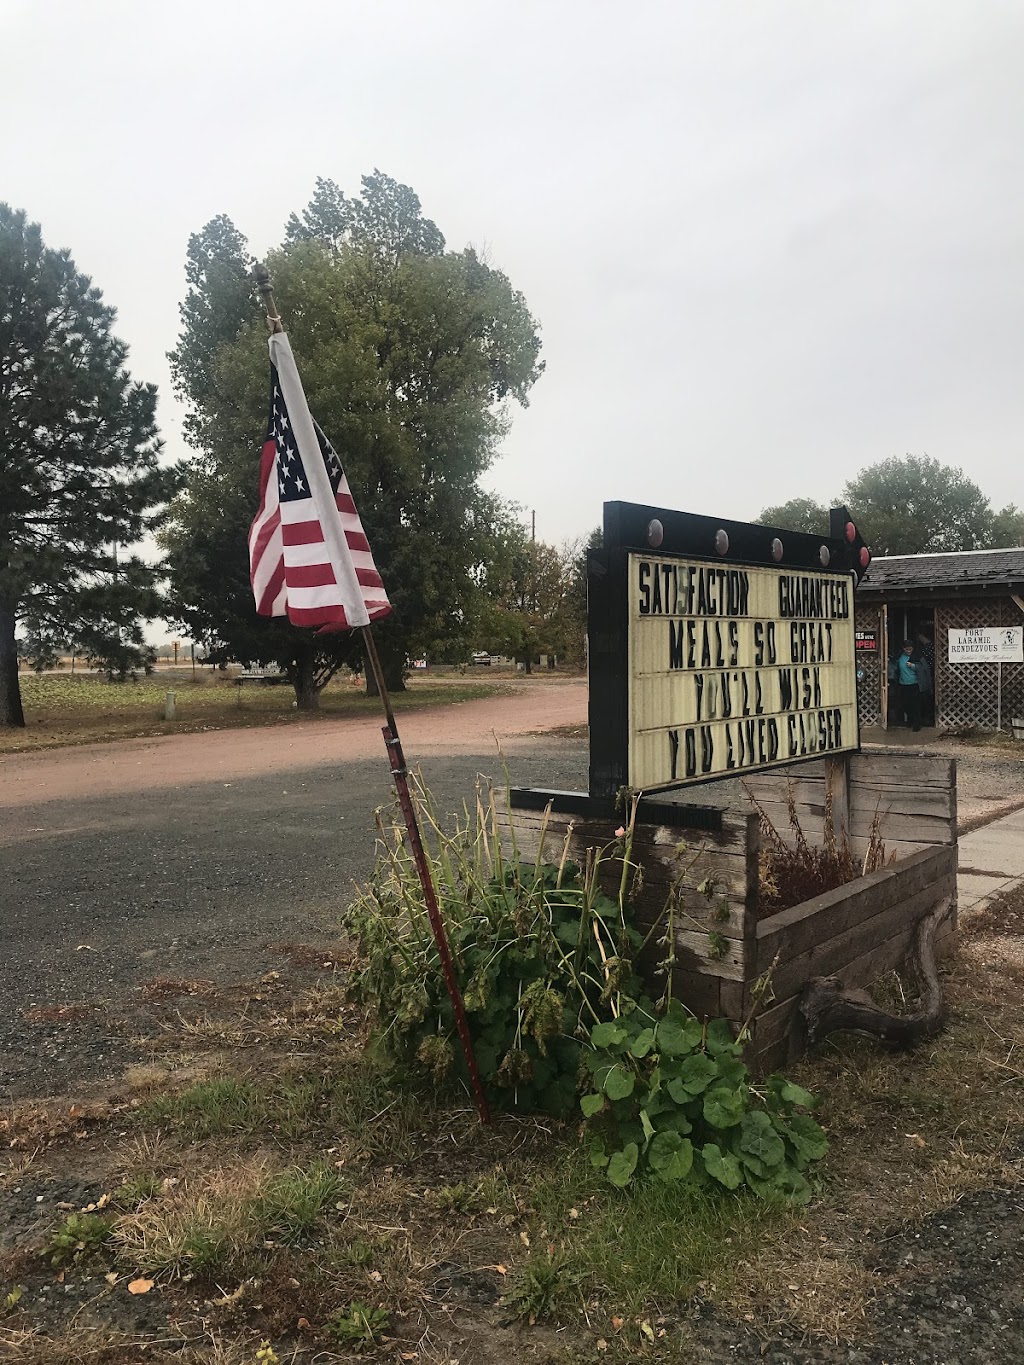 SATISFACTION GUARANTEED
MEALS SO GREAT
YOU'LL WISH
YOU LIVED CLOSER
OPEN
FORT
LARAMIE
RENDEZVOUS